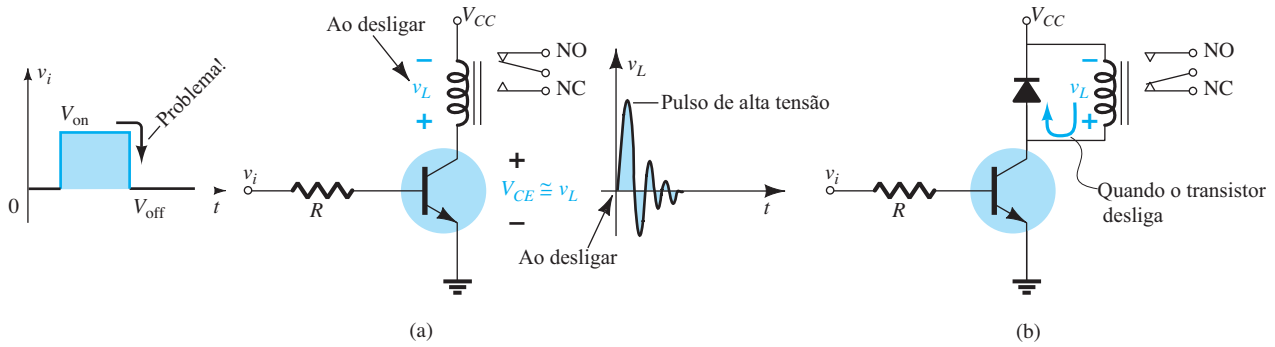 v_i
V_on
Problema!
0
V_off
t
Ao desligar
V_CC
NO
NC
−
v_L
+
v_i
R
+
V_CE ≅ v_L
−
v_L
Pulso de alta tensão
t
Ao desligar
(a)
V_CC
NO
NC
−
v_L
+
v_i
R
Quando o transistor
desliga
(b)